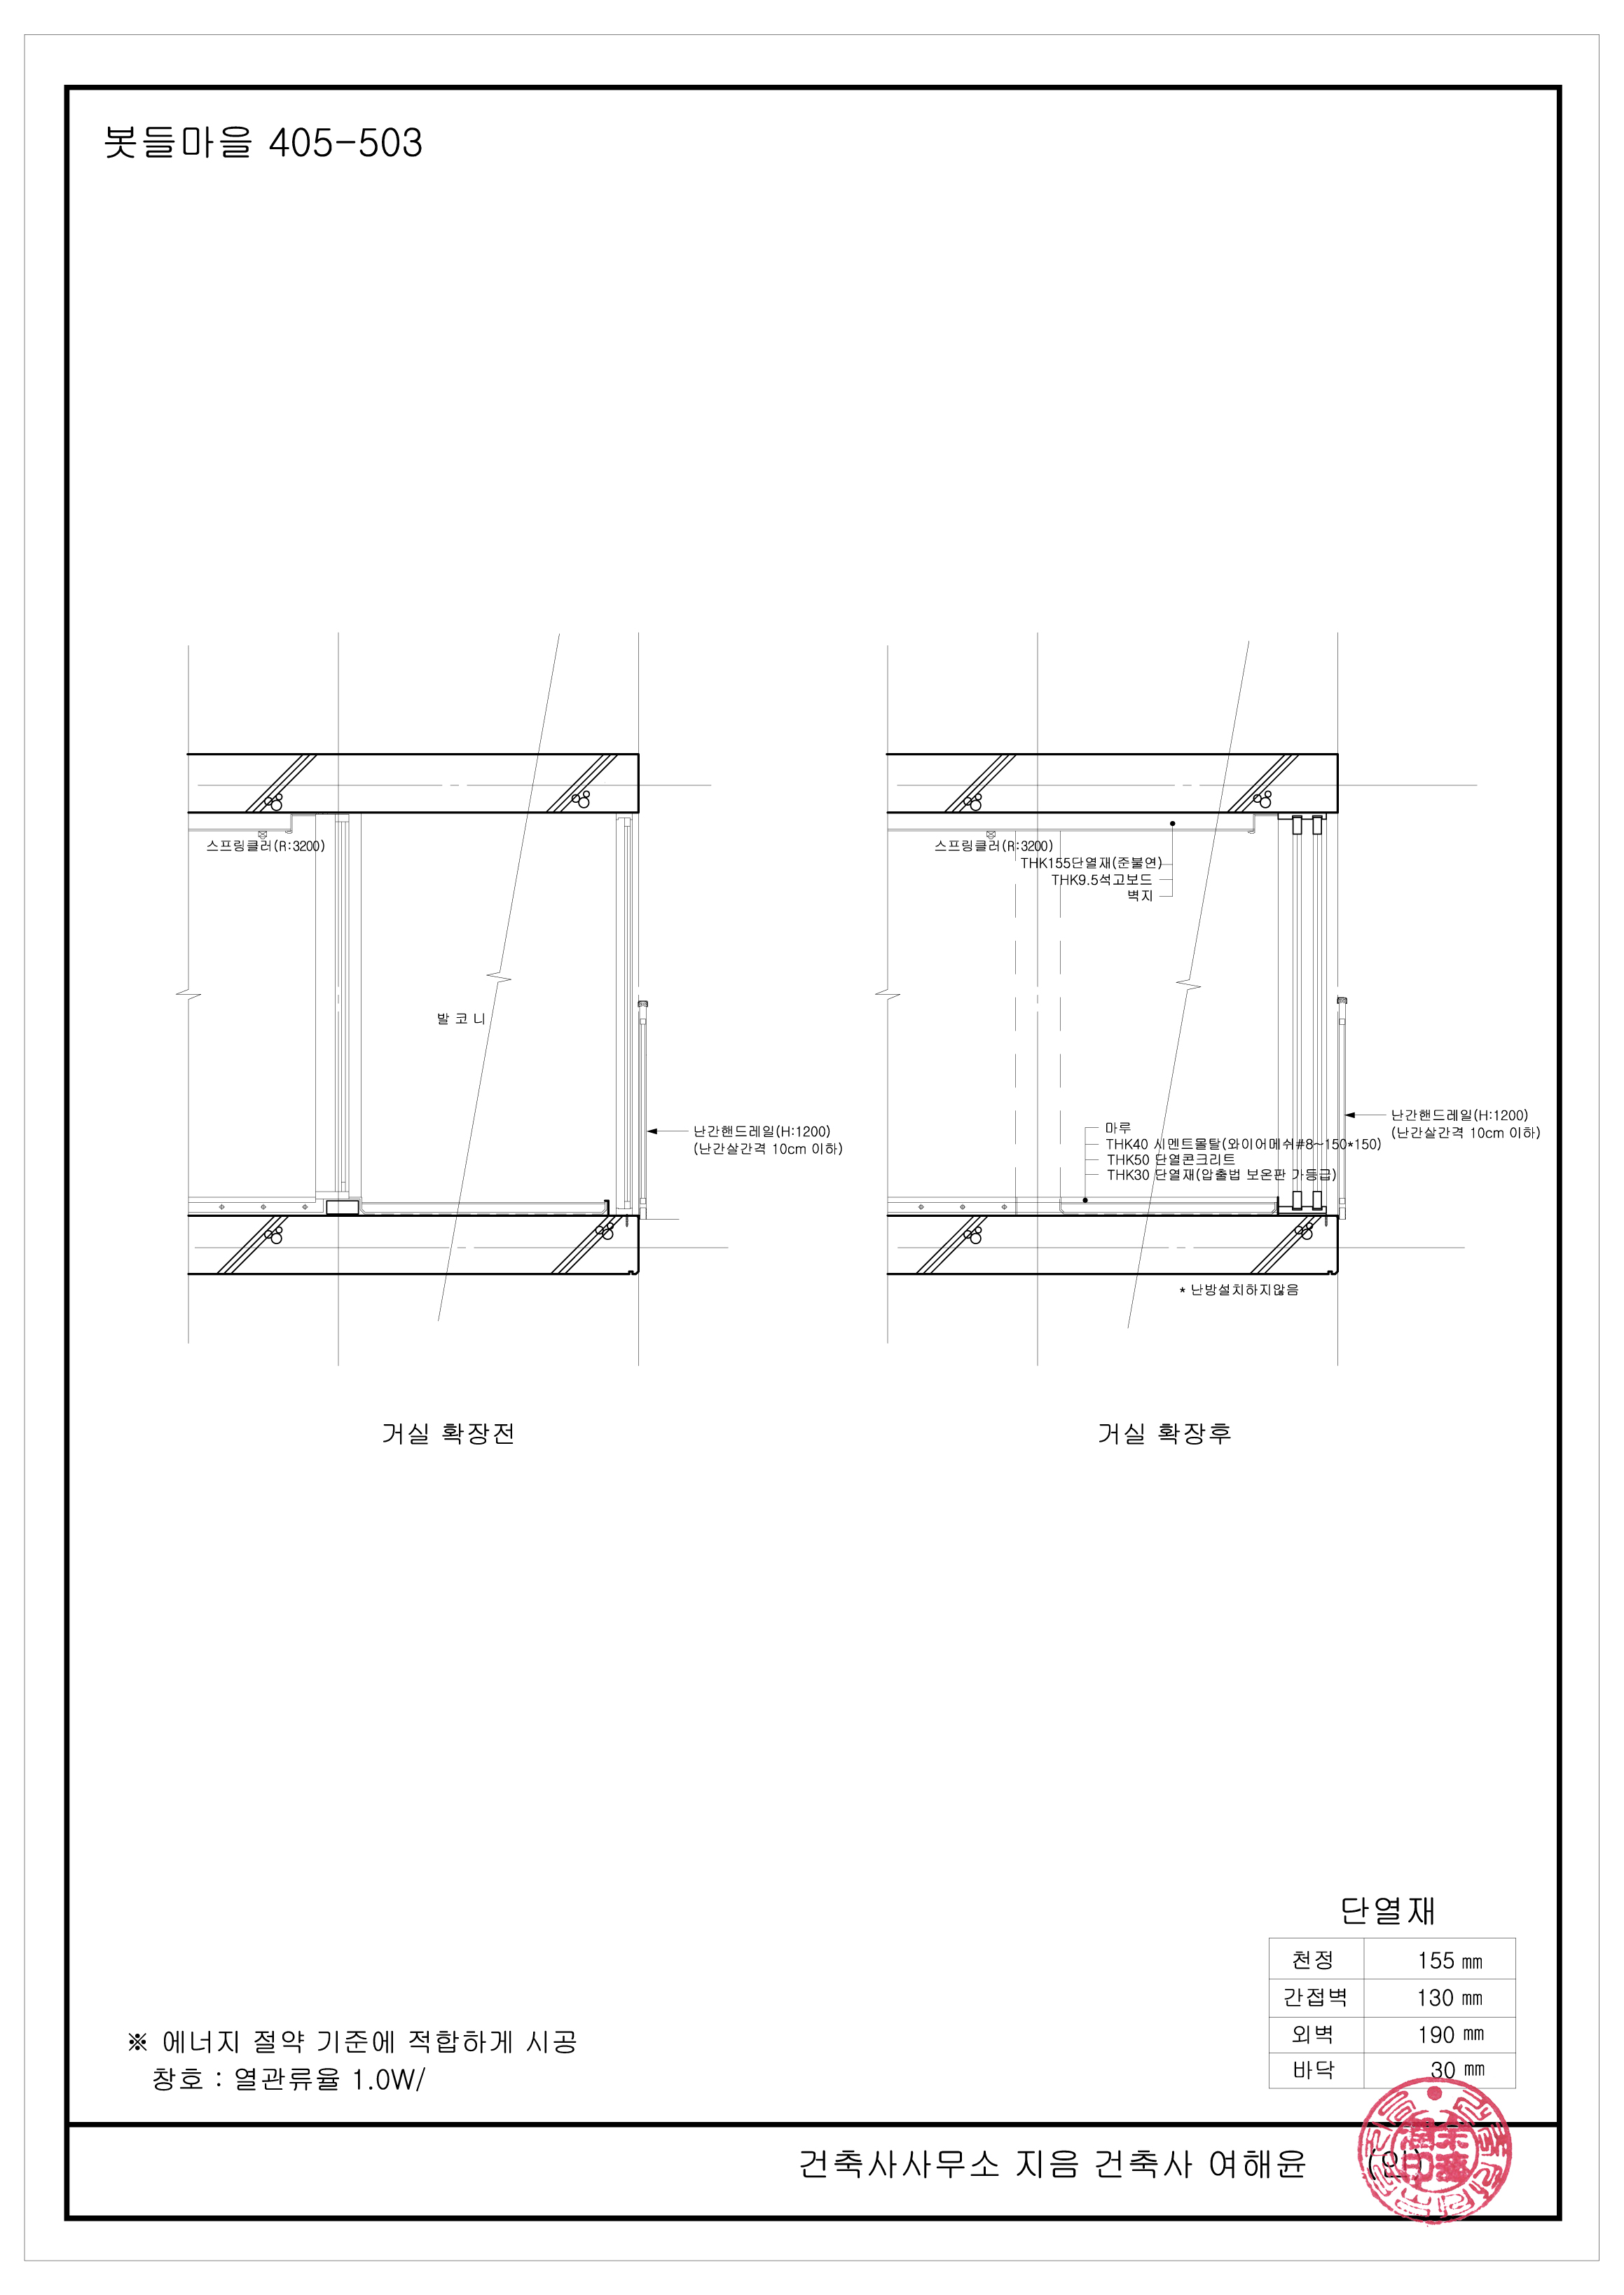 봇들마을 405-503
스프링클러(R:3200)
발 코 니
난간핸드레일(H:1200)
(난간살간격 10cm 이하)
거실 확장전
스프링클러(R:3200)
THK155단열재(준불연)
THK9.5석고보드
벽지
마루
THK40 시멘트몰탈(와이어메쉬#8~150*150)
THK50 단열콘크리트
THK30 단열재(압출법 보온판 가등급)
난간핸드레일(H:1200)
(난간살간격 10cm 이하)
* 난방설치하지않음
거실 확장후
단열재
천정 155 ㎜
간접벽 130 ㎜
외벽 190 ㎜
바닥 30 ㎜
※ 에너지 절약 기준에 적합하게 시공
창호 : 열관류율 1.0W/
건축사사무소 지음 건축사 여해윤 (인)